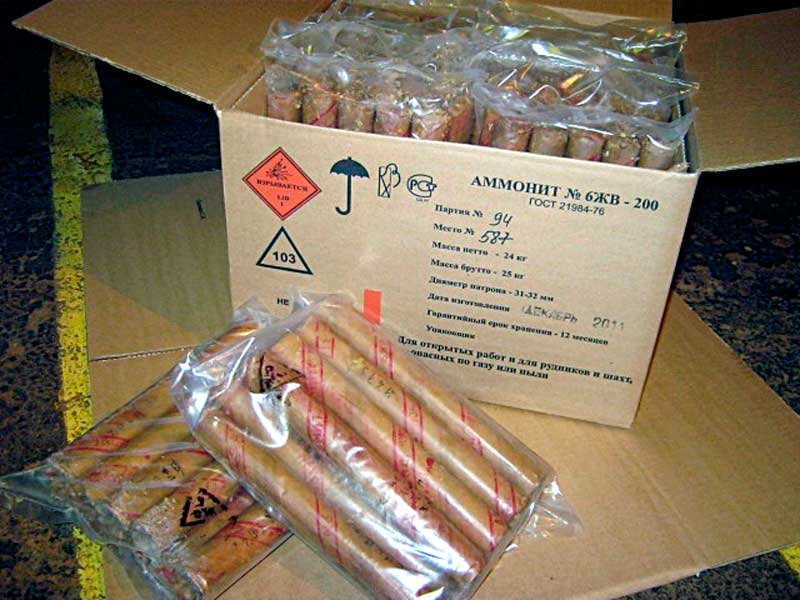 АММОНИТ № 6ЖВ - 200
ГОСТ 21984-76
ВЗРЫВАЕТСЯ
1.1D
1
РС
103
Партия № 94
Место № 587
Масса нетто - 24 кг
Масса брутто - 25 кг
Диаметр патрона - 31-32 мм
Дата изготовления ДЕКАБРЬ 2011
Гарантийный срок хранения - 12 месяцев
Упаковщик
НЕ
Для открытых работ и для рудников и шахт,
опасных по газу или пыли